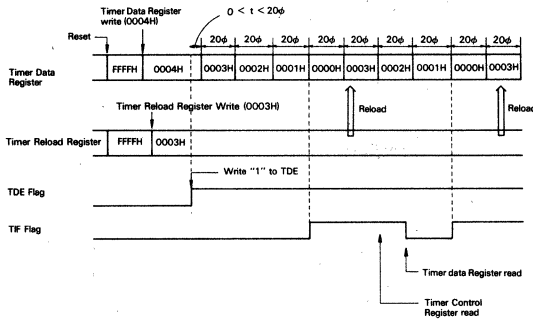 Timer Data Register
write (0004H)
0 < t < 20φ
Reset
20φ 20φ 20φ 20φ 20φ 20φ 20φ 20φ 20φ
Timer Data
Register
FFFFH 0004H 0003H 0002H 0001H 0000H 0003H 0002H 0001H 0000H 0003H
Timer Reload Register Write (0003H)
Reload
Reload
Timer Reload Register FFFFH 0003H
Write "1" to TDE
TDE Flag
TIF Flag
Timer data Register read
Timer Control
Register read